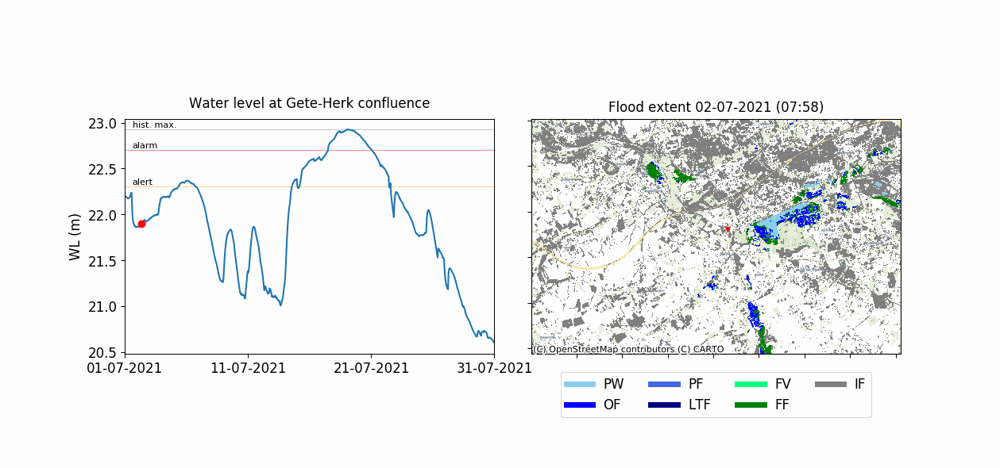 Water level at Gete-Herk confluence
WL (m)
23.0
22.5
22.0
21.5
21.0
20.5
hist. max.
alarm
alert
01-07-2021
11-07-2021
21-07-2021
31-07-2021
Flood extent 02-07-2021 (07:58)
(C) OpenStreetMap contributors (C) CARTO
PW
PF
FV
IF
OF
LTF
FF